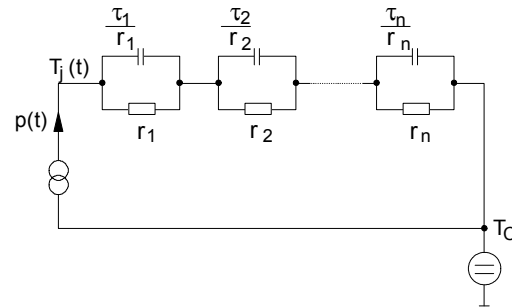 τ1 τ2 τn
r1 r2 rn
Tj(t)
r1 r2 rn
p(t)
TC